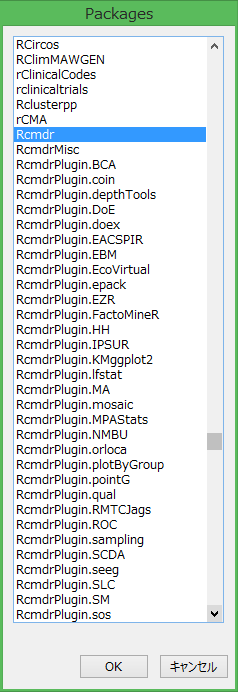 Packages
RCircos
RClimMAWGEN
rClinicalCodes
rclinicaltrials
Rclusterpp
rCMA
Rcmdr
RcmdrMisc
RcmdrPlugin.BCA
RcmdrPlugin.coin
RcmdrPlugin.depthTools
RcmdrPlugin.DoE
RcmdrPlugin.doex
RcmdrPlugin.EACSPIR
RcmdrPlugin.EBM
RcmdrPlugin.EcoVirtual
RcmdrPlugin.epack
RcmdrPlugin.EZR
RcmdrPlugin.FactoMineR
RcmdrPlugin.HH
RcmdrPlugin.IPSUR
RcmdrPlugin.KMggplot2
RcmdrPlugin.lfstat
RcmdrPlugin.MA
RcmdrPlugin.mosaic
RcmdrPlugin.MPAStats
RcmdrPlugin.NMBU
RcmdrPlugin.orloca
RcmdrPlugin.plotByGroup
RcmdrPlugin.pointG
RcmdrPlugin.qual
RcmdrPlugin.RMTCJags
RcmdrPlugin.ROC
RcmdrPlugin.sampling
RcmdrPlugin.SCDA
RcmdrPlugin.seeg
RcmdrPlugin.SLC
RcmdrPlugin.SM
RcmdrPlugin.sos
OK
キャンセル